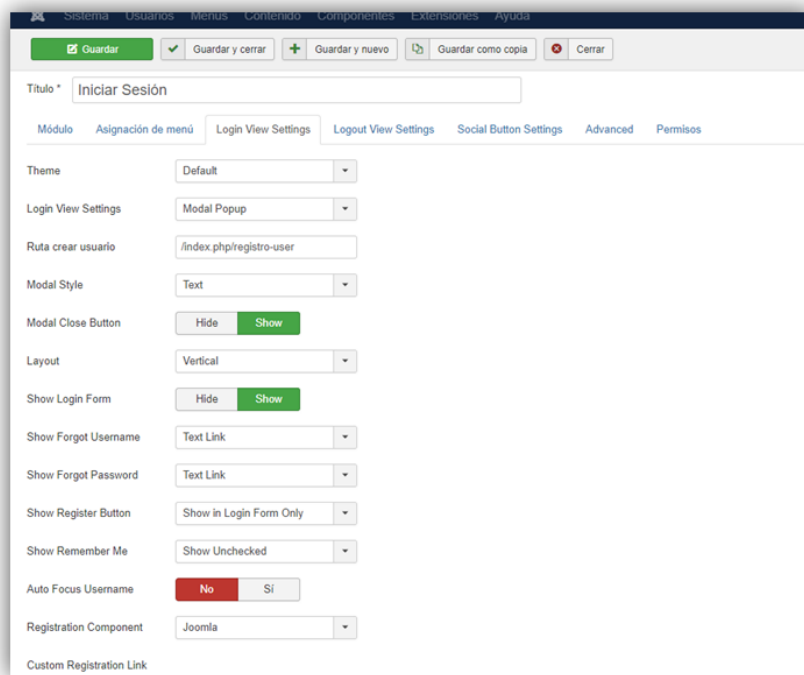 Sistema Usuarios Menús Contenido Componentes Extensiones Ayuda
Guardar Guardar y cerrar Guardar y nuevo Guardar como copia Cerrar
Título * Iniciar Sesión
Módulo Asignación de menú Login View Settings Logout View Settings Social Button Settings Advanced Permisos
Theme Default
Login View Settings Modal Popup
Ruta crear usuario /index.php/registro-user
Modal Style Text
Modal Close Button Hide Show
Layout Vertical
Show Login Form Hide Show
Show Forgot Username Text Link
Show Forgot Password Text Link
Show Register Button Show in Login Form Only
Show Remember Me Show Unchecked
Auto Focus Username No Sí
Registration Component Joomla
Custom Registration Link